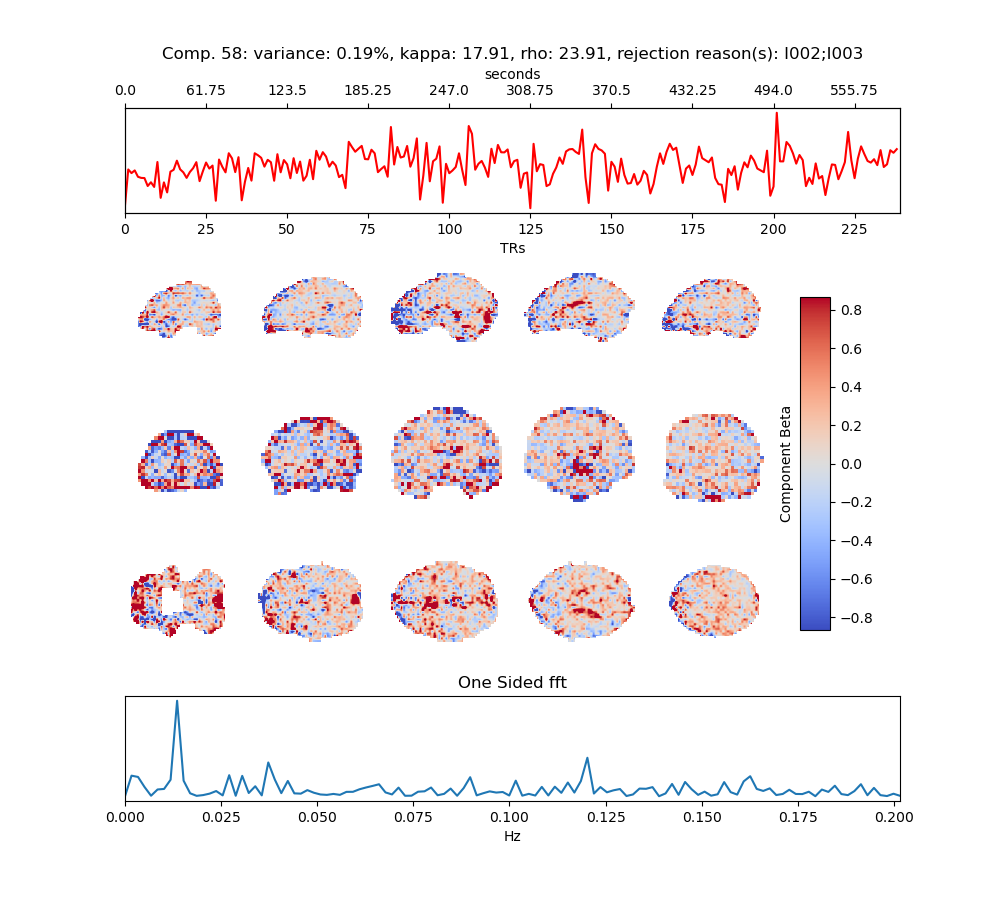 Comp. 58: variance: 0.19%, kappa: 17.91, rho: 23.91, rejection reason(s): I002;I003
seconds
0.0 61.75 123.5 185.25 247.0 308.75 370.5 432.25 494.0 555.75
0 25 50 75 100 125 150 175 200 225
TRs
0.8
0.6
0.4
0.2
0.0
−0.2
−0.4
−0.6
−0.8
Component Beta
One Sided fft
0.000 0.025 0.050 0.075 0.100 0.125 0.150 0.175 0.200
Hz